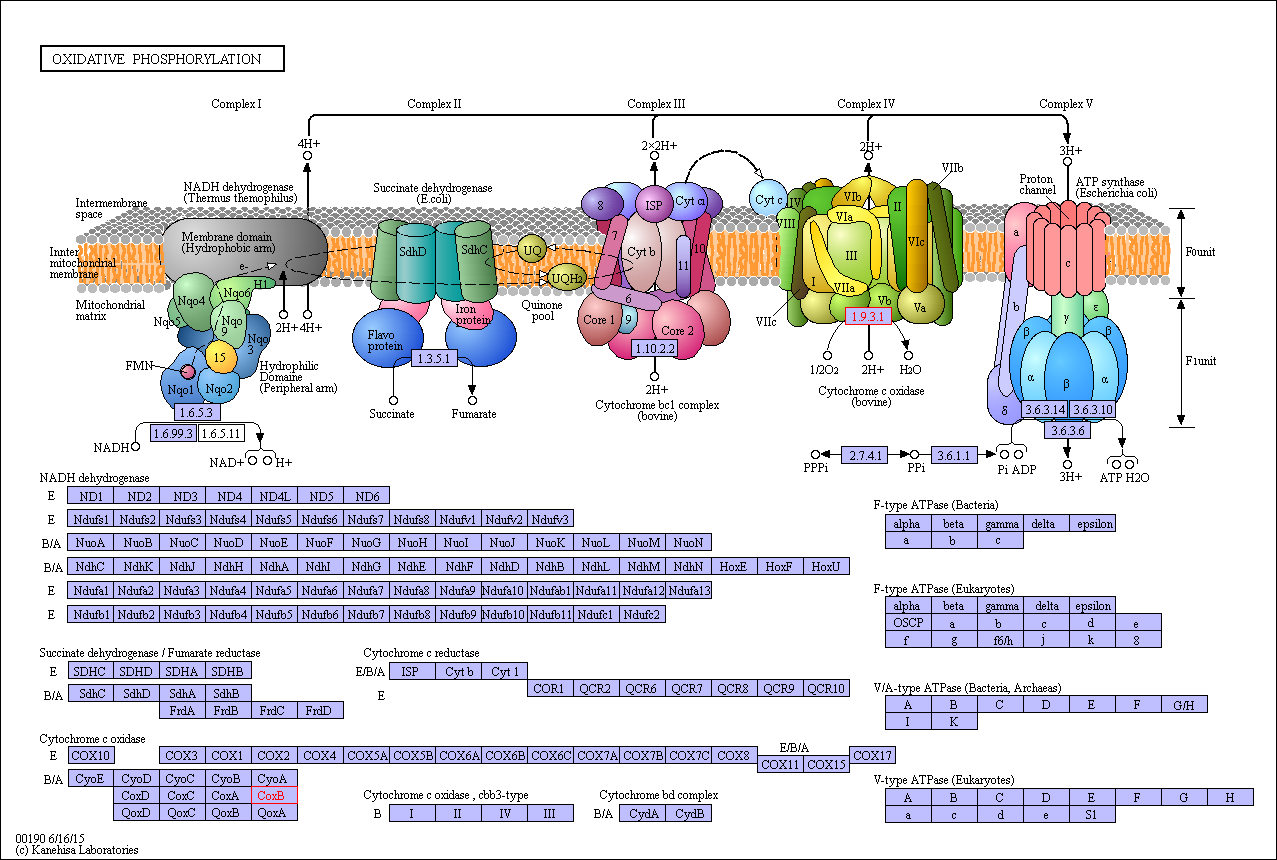 OXIDATIVE PHOSPHORYLATION
Complex I
Complex II
Complex III
Complex IV
Complex V
4H+
2×2H+
2H+
3H+
NADH dehydrogenase
(Thermus themophilus)
Succinate dehydrogenase
(E.coli)
Intermembrane
space
Innter
mitochondrial
membrane
Mitochondrial
matrix
Membrane domain
(Hydrophobic arm)
e-
H1
Nqo4
Nqo6
Nqo5
Nqo
9
Nqo
3
15
FMN
Nqo1
Nqo2
Hydrophilic
Domaine
(Peripheral arm)
2H+ 4H+
1.6.5.3
1.6.99.3 1.6.5.11
NADH
NAD+ H+
SdhD
SdhC
Flavo
protein
Iron
protein
1.3.5.1
Succinate
Fumarate
UQ
UQH2
Quinone
pool
8
ISP
Cyt c1
7
Cyt b
10
11
6
9
Core 1
Core 2
1.10.2.2
2H+
Cytochrome bc1 complex
(bovine)
Cyt c
IV
VIb
II
VIIb
VIII
VIa
VIc
III
I
VIIa
VIIc
Vb
Va
1.9.3.1
1/2O2
2H+
H2O
Cytochrome c oxidase
(bovine)
Proton
channel
ATP synthase
(Escherichia coli)
a
c
b
γ
ε
β
β
α
β
α
δ
F0unit
F1unit
3.6.3.14 3.6.3.10
3.6.3.6
PPPi
2.7.4.1
PPi
3.6.1.1
Pi ADP
3H+
ATP H2O
NADH dehydrogenase
E ND1 ND2 ND3 ND4 ND4L ND5 ND6
E Ndufs1 Ndufs2 Ndufs3 Ndufs4 Ndufs5 Ndufs6 Ndufs7 Ndufs8 Ndufv1 Ndufv2 Ndufv3
B/A NuoA NuoB NuoC NuoD NuoE NuoF NuoG NuoH NuoI NuoJ NuoK NuoL NuoM NuoN
B/A NdhC NdhK NdhJ NdhH NdhA NdhI NdhG NdhE NdhF NdhD NdhB NdhL NdhM NdhN HoxE HoxF HoxU
E Ndufa1 Ndufa2 Ndufa3 Ndufa4 Ndufa5 Ndufa6 Ndufa7 Ndufa8 Ndufa9 Ndufa10 Ndufab1 Ndufa11 Ndufa12 Ndufa13
E Ndufb1 Ndufb2 Ndufb3 Ndufb4 Ndufb5 Ndufb6 Ndufb7 Ndufb8 Ndufb9 Ndufb10 Ndufb11 Ndufc1 Ndufc2
Succinate dehydrogenase / Fumarate reductase
E SDHC SDHD SDHA SDHB
B/A SdhC SdhD SdhA SdhB
FrdA FrdB FrdC FrdD
Cytochrome c reductase
E/B/A ISP Cyt b Cyt 1
E COR1 QCR2 QCR6 QCR7 QCR8 QCR9 QCR10
Cytochrome c oxidase
E COX10 COX3 COX1 COX2 COX4 COX5A COX5B COX6A COX6B COX6C COX7A COX7B COX7C COX8
E/B/A
COX11 COX15
COX17
B/A CyoE CyoD CyoC CyoB CyoA
CoxD CoxC CoxA CoxB
QoxD QoxC QoxB QoxA
Cytochrome c oxidase , cbb3-type
B I II IV III
Cytochrome bd complex
B/A CydA CydB
F-type ATPase (Bacteria)
alpha beta gamma delta epsilon
a b c
F-type ATPase (Eukaryotes)
alpha beta gamma delta epsilon
OSCP a b c d e
f g f6/h j k 8
V/A-type ATPase (Bacteria, Archaeas)
A B C D E F G/H
I K
V-type ATPase (Eukaryotes)
A B C D E F G H
a c d e S1
00190 6/16/15
(c) Kanehisa Laboratories